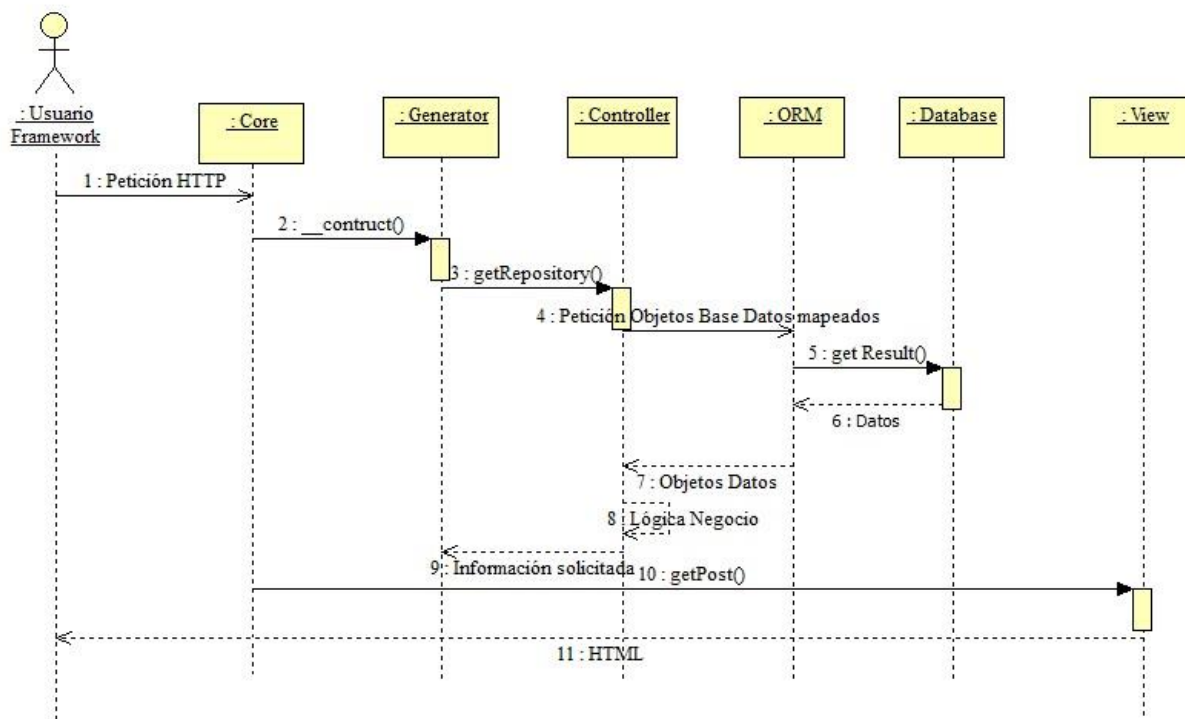 : Usuario
Framework
: Core
: Generator
: Controller
: ORM
: Database
: View
1 : Petición HTTP
2 : __contruct()
3 : getRepository()
4 : Petición Objetos Base Datos mapeados
5 : get Result()
6 : Datos
7 : Objetos Datos
8 : Lógica Negocio
9 : Información solicitada
10 : getPost()
11 : HTML